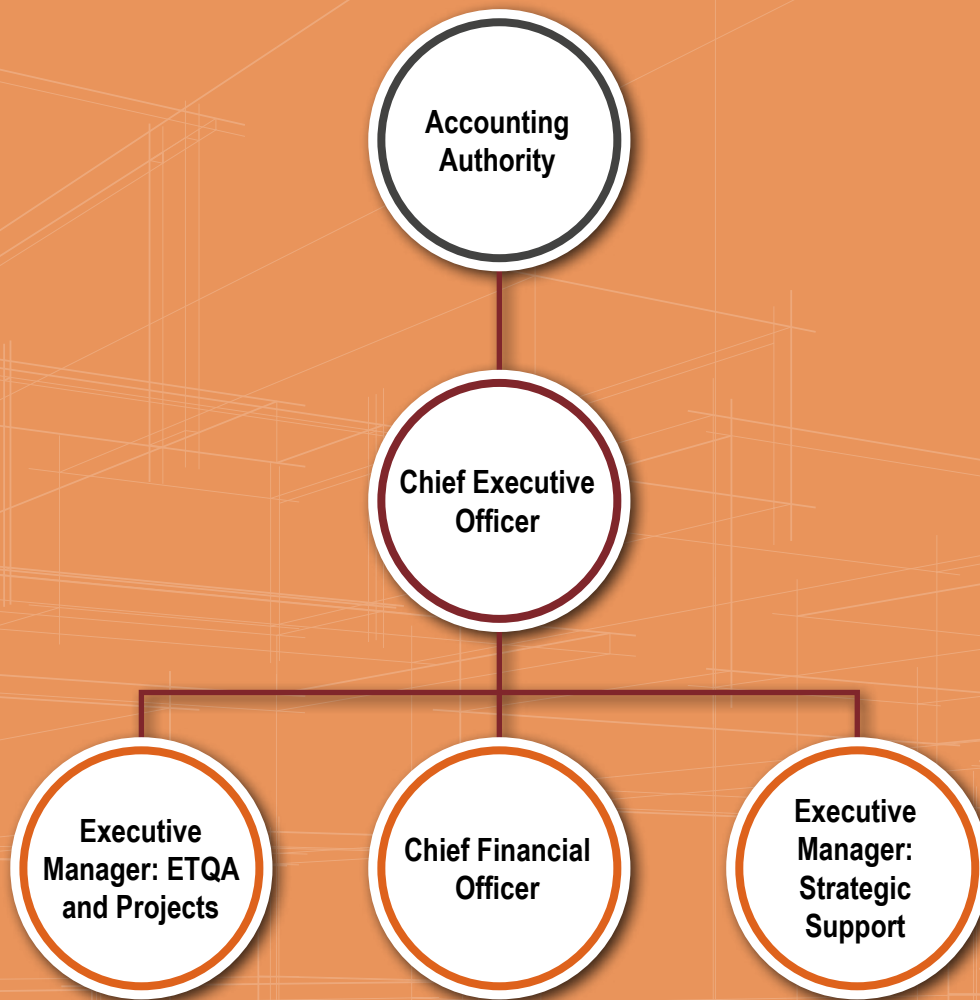 Accounting
Authority
Chief Executive
Officer
Executive
Manager: ETQA
and Projects
Chief Financial
Officer
Executive
Manager:
Strategic
Support